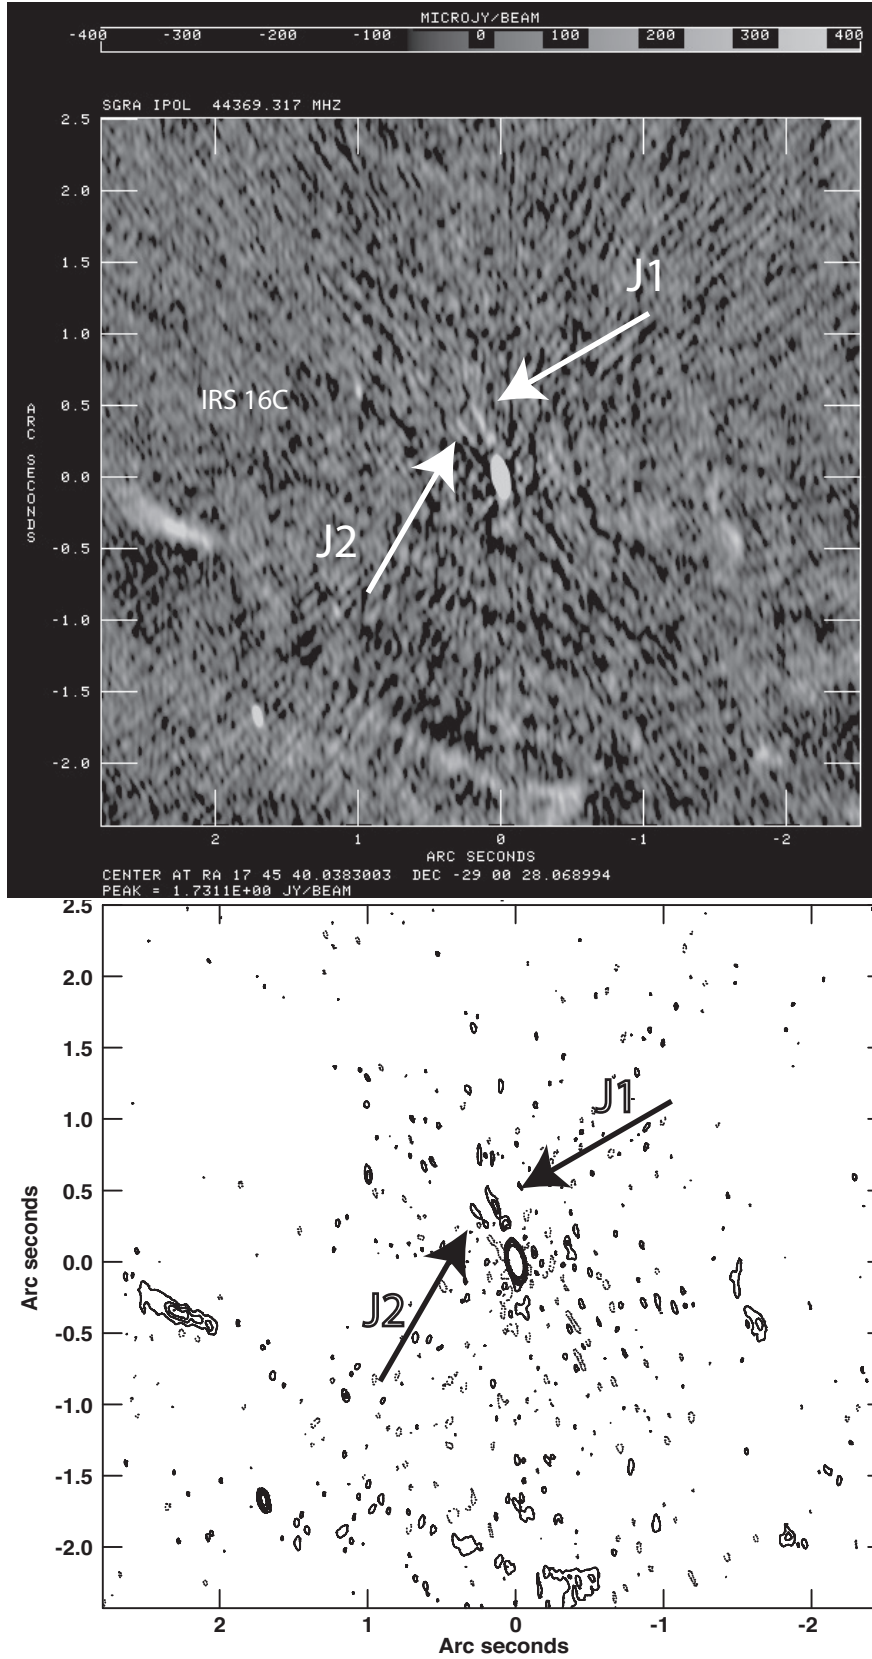 MICROJY/BEAM
-400 -300 -200 -100 0 100 200 300 400
SGRA IPOL 44369.317 MHZ
2.5
2.0
1.5
J1
1.0
IRS 16C
0.5
ARC SECONDS
0.0
J2
-0.5
-1.0
-1.5
-2.0
2 1 0 -1 -2
ARC SECONDS
CENTER AT RA 17 45 40.0383003 DEC -29 00 28.068994
PEAK = 1.7311E+00 JY/BEAM
2.5
2.0
1.5
J1
1.0
0.5
Arc seconds
0.0
J2
-0.5
-1.0
-1.5
-2.0
2 1 0 -1 -2
Arc seconds